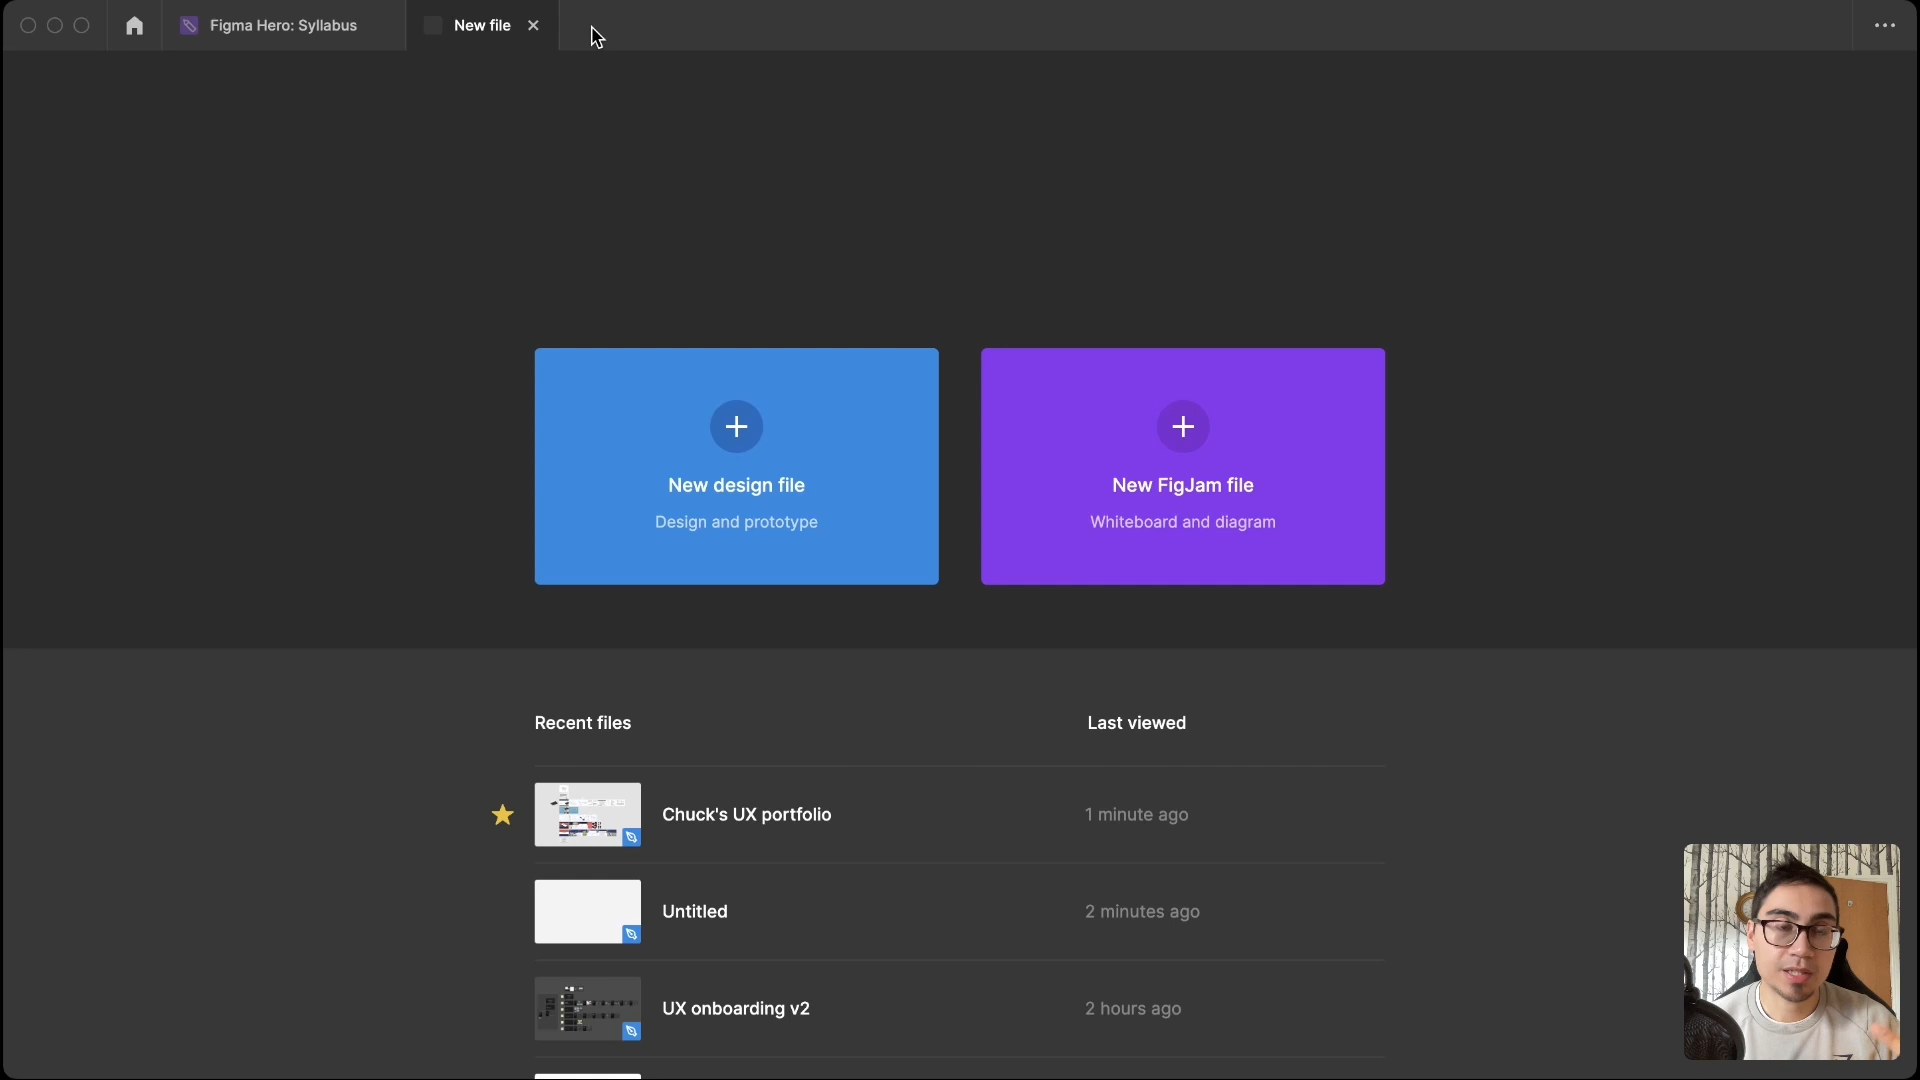 Figma Hero: Syllabus
New file
New design file
Design and prototype
New FigJam file
Whiteboard and diagram
Recent files
Last viewed
Chuck's UX portfolio
1 minute ago
Untitled
2 minutes ago
UX onboarding v2
2 hours ago